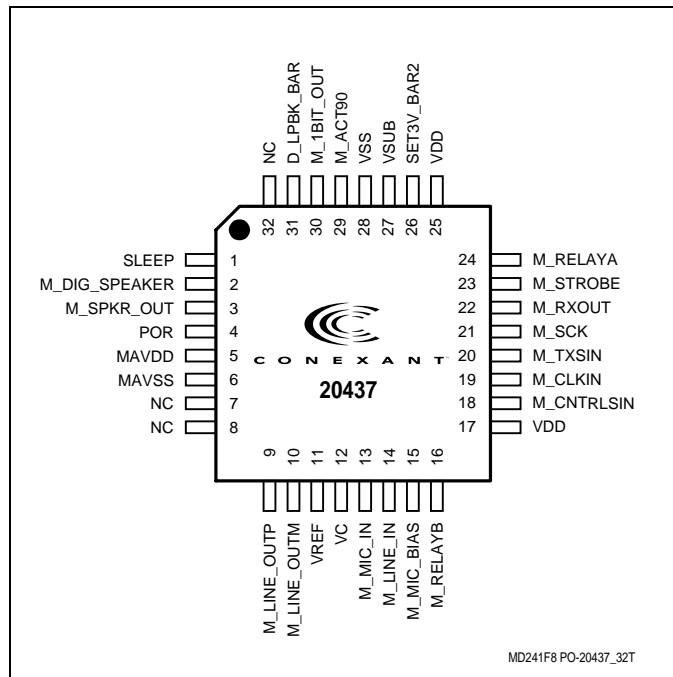 NC
D_LPBK_BAR
M_1BIT_OUT
M_ACT90
VSS
VSUB
SET3V_BAR2
VDD
32
31
30
29
28
27
26
25
SLEEP 1
M_DIG_SPEAKER 2
M_SPKR_OUT 3
POR 4
MAVDD 5
MAVSS 6
NC 7
NC 8
24 M_RELAYA
23 M_STROBE
22 M_RXOUT
21 M_SCK
20 M_TXSIN
19 M_CLKIN
18 M_CNTRLSIN
17 VDD
CONEXANT
20437
9
10
11
12
13
14
15
16
M_LINE_OUTP
M_LINE_OUTM
VREF
VC
M_MIC_IN
M_LINE_IN
M_MIC_BIAS
M_RELAYB
MD241F8 PO-20437_32T